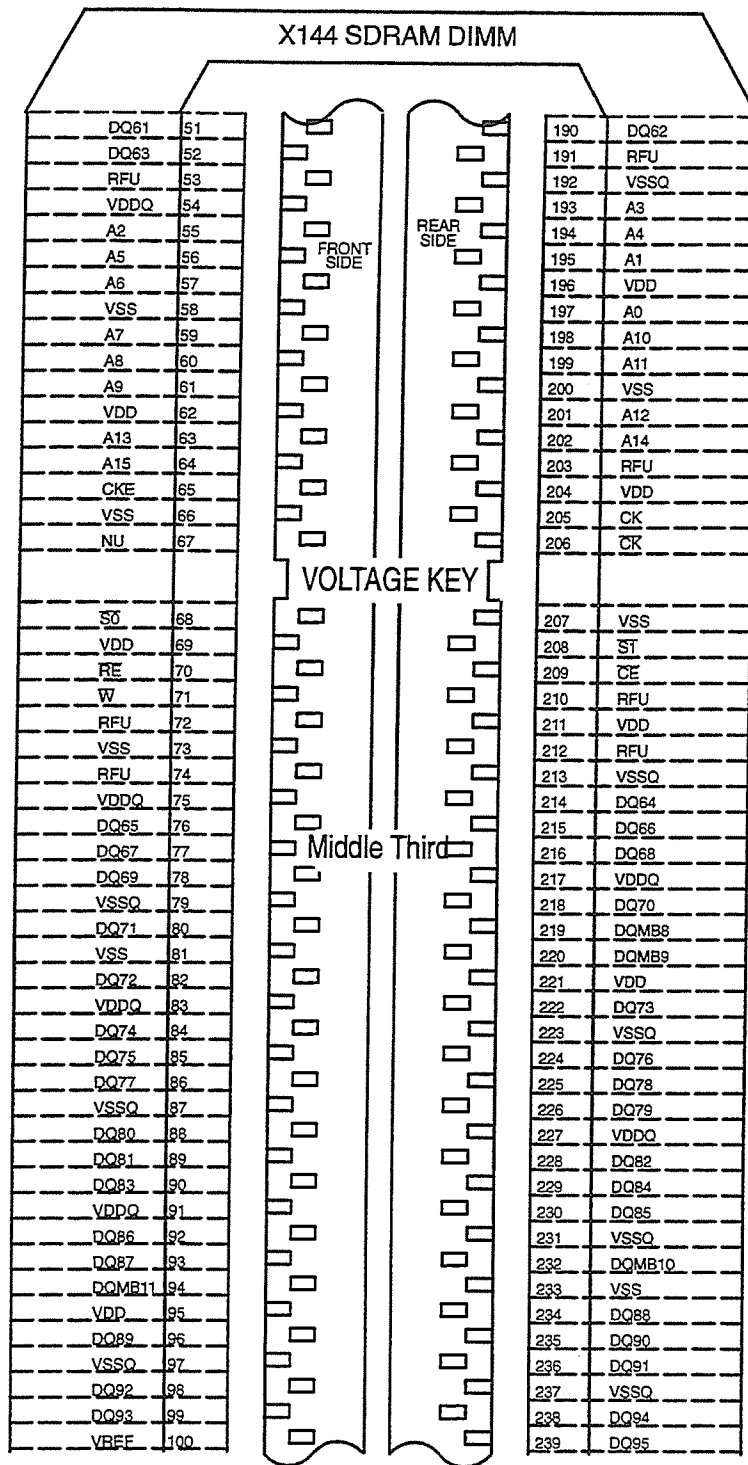 X144 SDRAM DIMM
DQ61 51
DQ63 52
RFU 53
VDDQ 54
A2 55
A5 56
A6 57
VSS 58
A7 59
A8 60
A9 61
VDD 62
A13 63
A15 64
CKE 65
VSS 66
NU 67
S̅0̅ 68
VDD 69
R̅E̅ 70
W̅ 71
RFU 72
VSS 73
RFU 74
VDDQ 75
DQ65 76
DQ67 77
DQ69 78
VSSQ 79
DQ71 80
VSS 81
DQ72 82
VDDQ 83
DQ74 84
DQ75 85
DQ77 86
VSSQ 87
DQ80 88
DQ81 89
DQ83 90
VDDQ 91
DQ86 92
DQ87 93
DQMB11 94
VDD 95
DQ89 96
VSSQ 97
DQ92 98
DQ93 99
VREF 100
FRONT
SIDE
REAR
SIDE
VOLTAGE KEY
Middle Third
190 DQ62
191 RFU
192 VSSQ
193 A3
194 A4
195 A1
196 VDD
197 A0
198 A10
199 A11
200 VSS
201 A12
202 A14
203 RFU
204 VDD
205 CK
206 C̅K̅
207 VSS
208 S̅1̅
209 C̅E̅
210 RFU
211 VDD
212 RFU
213 VSSQ
214 DQ64
215 DQ66
216 DQ68
217 VDDQ
218 DQ70
219 DQMB8
220 DQMB9
221 VDD
222 DQ73
223 VSSQ
224 DQ76
225 DQ78
226 DQ79
227 VDDQ
228 DQ82
229 DQ84
230 DQ85
231 VSSQ
232 DQMB10
233 VSS
234 DQ88
235 DQ90
236 DQ91
237 VSSQ
238 DQ94
239 DQ95